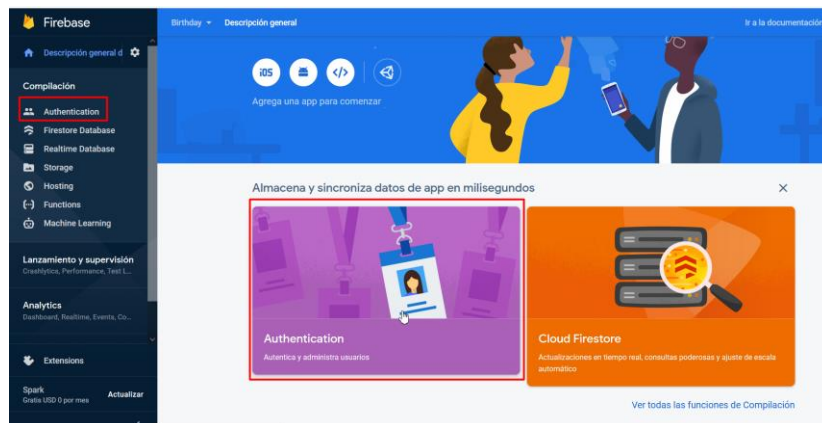 Firebase
Descripción general d
Compilación
Authentication
Firestore Database
Realtime Database
Storage
Hosting
Functions
Machine Learning
Lanzamiento y supervisión
Crashlytics, Performance, Test L...
Analytics
Dashboard, Realtime, Events, Co...
Extensions
Spark
Gratis USD 0 por mes
Actualizar
Birthday
Descripción general
Ir a la documentación
iOS
Agrega una app para comenzar
Almacena y sincroniza datos de app en milisegundos
Authentication
Autentica y administra usuarios
Cloud Firestore
Actualizaciones en tiempo real, consultas poderosas y ajuste de escala
automático
Ver todas las funciones de Compilación